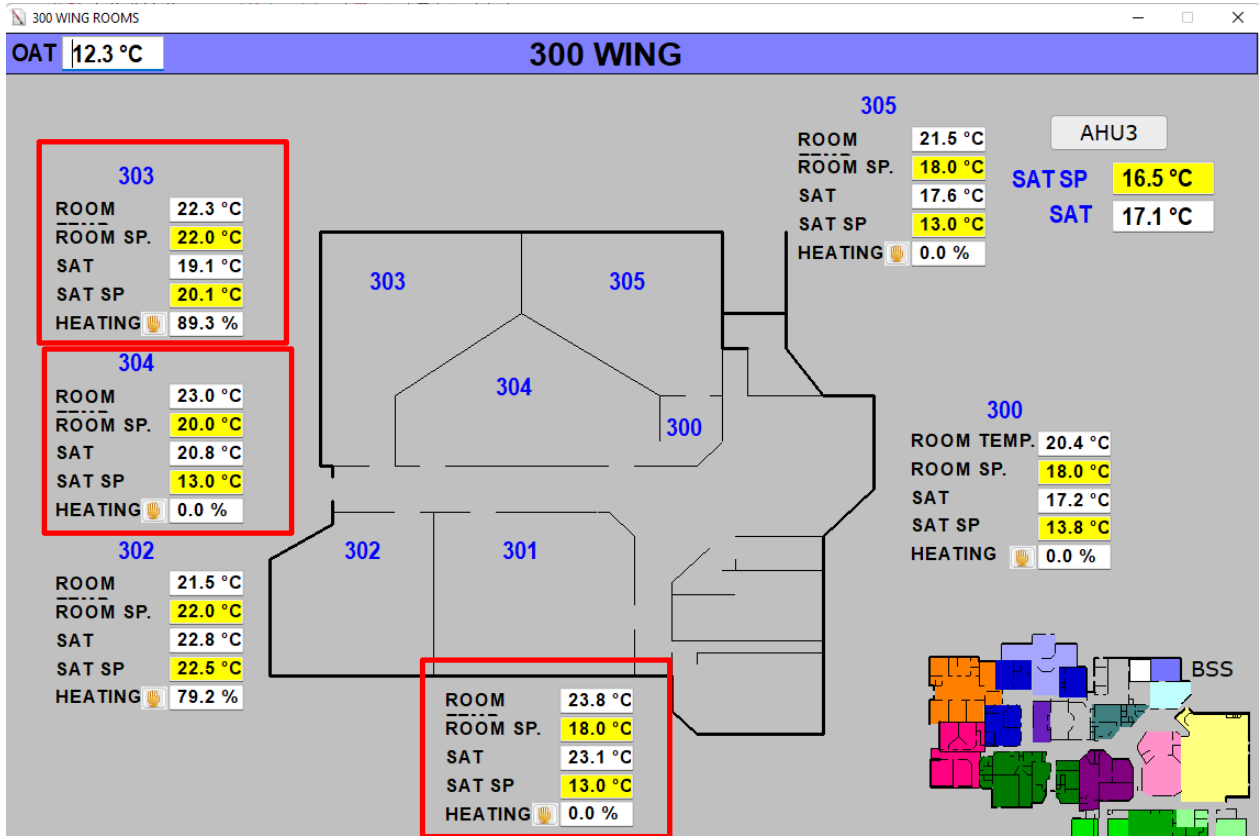 300 WING ROOMS
OAT 12.3 °C 300 WING
305
ROOM 21.5 °C
ROOM SP. 18.0 °C
SAT 17.6 °C
SAT SP 13.0 °C
HEATING 0.0 %
AHU3
SAT SP 16.5 °C
SAT 17.1 °C
303
ROOM 22.3 °C
ROOM SP. 22.0 °C
SAT 19.1 °C
SAT SP 20.1 °C
HEATING 89.3 %
304
ROOM 23.0 °C
ROOM SP. 20.0 °C
SAT 20.8 °C
SAT SP 13.0 °C
HEATING 0.0 %
302
ROOM 21.5 °C
ROOM SP. 22.0 °C
SAT 22.8 °C
SAT SP 22.5 °C
HEATING 79.2 %
303
305
304
300
302
301
300
ROOM TEMP. 20.4 °C
ROOM SP. 18.0 °C
SAT 17.2 °C
SAT SP 13.8 °C
HEATING 0.0 %
ROOM 23.8 °C
ROOM SP. 18.0 °C
SAT 23.1 °C
SAT SP 13.0 °C
HEATING 0.0 %
BSS